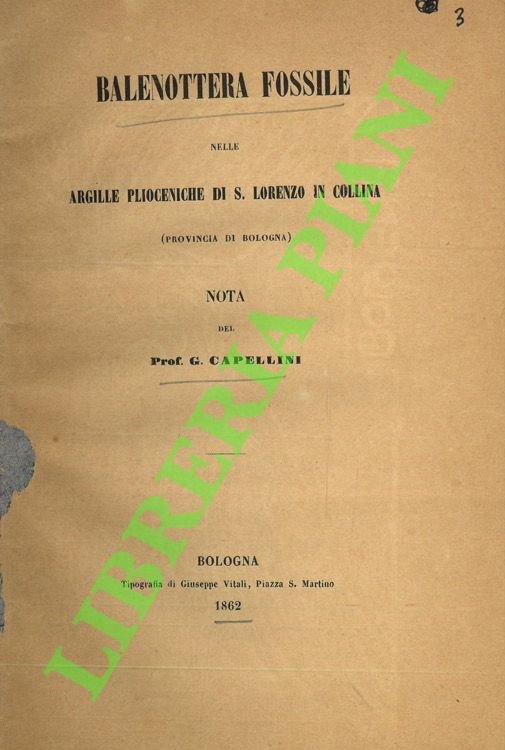 3
BALENOTTERA FOSSILE
NELLE
ARGILLE PLIOCENICHE DI S. LORENZO IN COLLINA
(PROVINCIA DI BOLOGNA)
NOTA
DEL
Prof. G. CAPELLINI
BOLOGNA
Tipografia di Giuseppe Vitali, Piazza S. Martino
1862
LIBRERIA PIANI